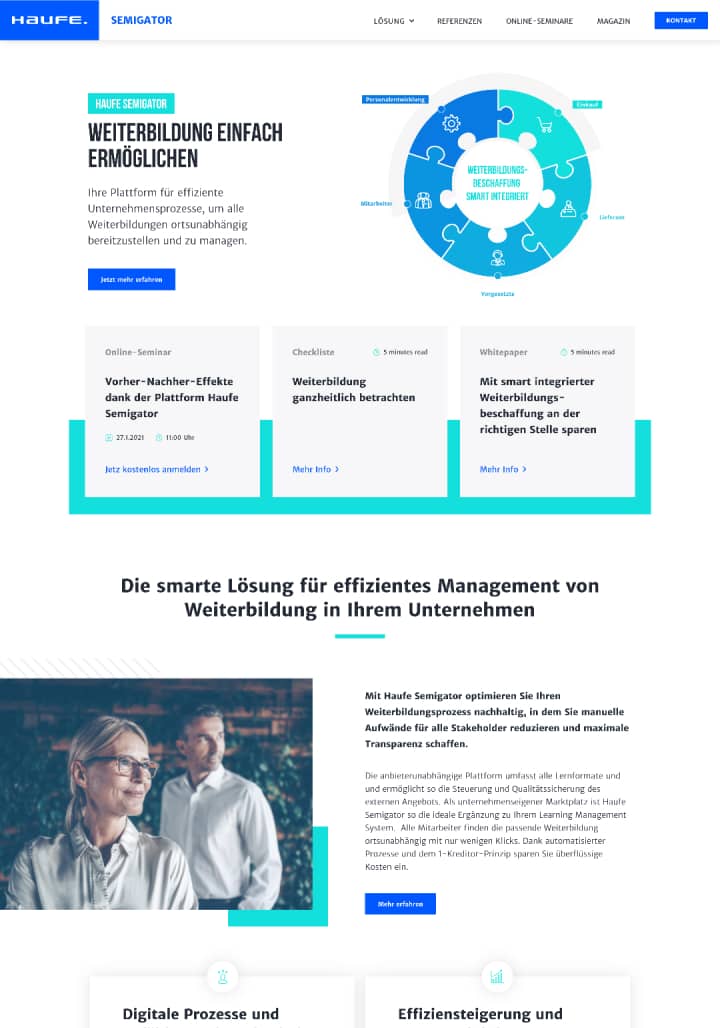 Haufe.
SEMIGATOR
LÖSUNG
REFERENZEN
ONLINE-SEMINARE
MAGAZIN
KONTAKT
HAUFE SEMIGATOR
WEITERBILDUNG EINFACH
ERMÖGLICHEN
Ihre Plattform für effiziente
Unternehmensprozesse, um alle
Weiterbildungen ortsunabhängig
bereitzustellen und zu managen.
Jetzt mehr erfahren
Personalentwicklung
Einkauf
WEITERBILDUNGS-
BESCHAFFUNG
SMART INTEGRIERT
Mitarbeiter
Lieferant
Vorgesetzte
Online-Seminar
Vorher-Nachher-Effekte
dank der Plattform Haufe
Semigator
27.1.2021
11:00 Uhr
Jetz kostenlos anmelden
Checkliste
5 minutes read
Weiterbildung
ganzheitlich betrachten
Mehr Info
Whitepaper
5 minutes read
Mit smart integrierter
Weiterbildungs-
beschaffung an der
richtigen Stelle sparen
Mehr Info
Die smarte Lösung für effizientes Management von
Weiterbildung in Ihrem Unternehmen
Mit Haufe Semigator optimieren Sie Ihren
Weiterbildungsprozess nachhaltig, in dem Sie manuelle
Aufwände für alle Stakeholder reduzieren und maximale
Transparenz schaffen.
Die anbieterunabhängige Plattform umfasst alle Lernformate und
und ermöglicht so die Steuerung und Qualitätssicherung des
externen Angebots. Als unternehmenseigener Marktplatz ist Haufe
Semigator so die ideale Ergänzung zu Ihrem Learning Management
System. Alle Mitarbeiter finden die passende Weiterbildung
ortsunabhängig mit nur wenigen Klicks. Dank automatisierter
Prozesse und dem 1-Kreditor-Prinzip sparen Sie überflüssige
Kosten ein.
Mehr erfahren
Digitale Prozesse und
Effiziensteigerung und